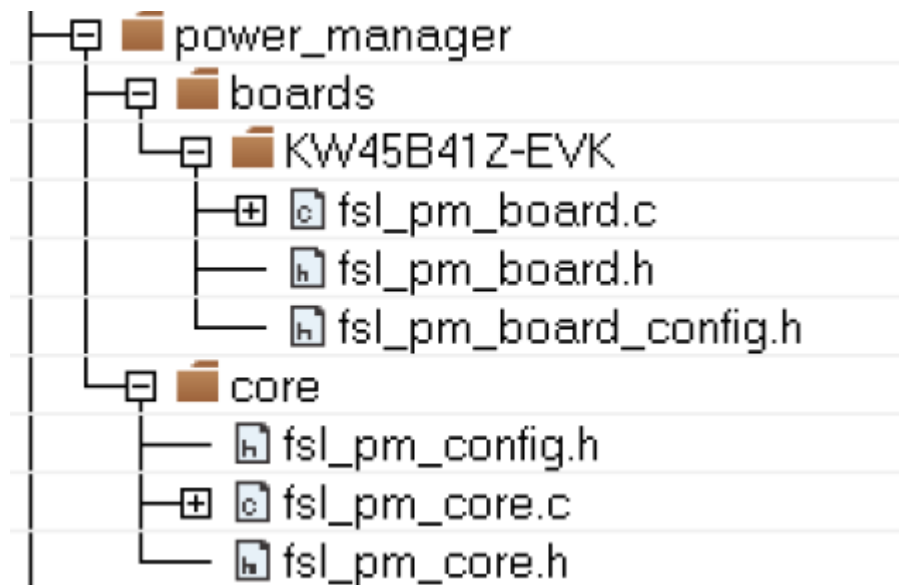 power_manager
boards
KW45B41Z-EVK
fsl_pm_board.c
fsl_pm_board.h
fsl_pm_board_config.h
core
fsl_pm_config.h
fsl_pm_core.c
fsl_pm_core.h